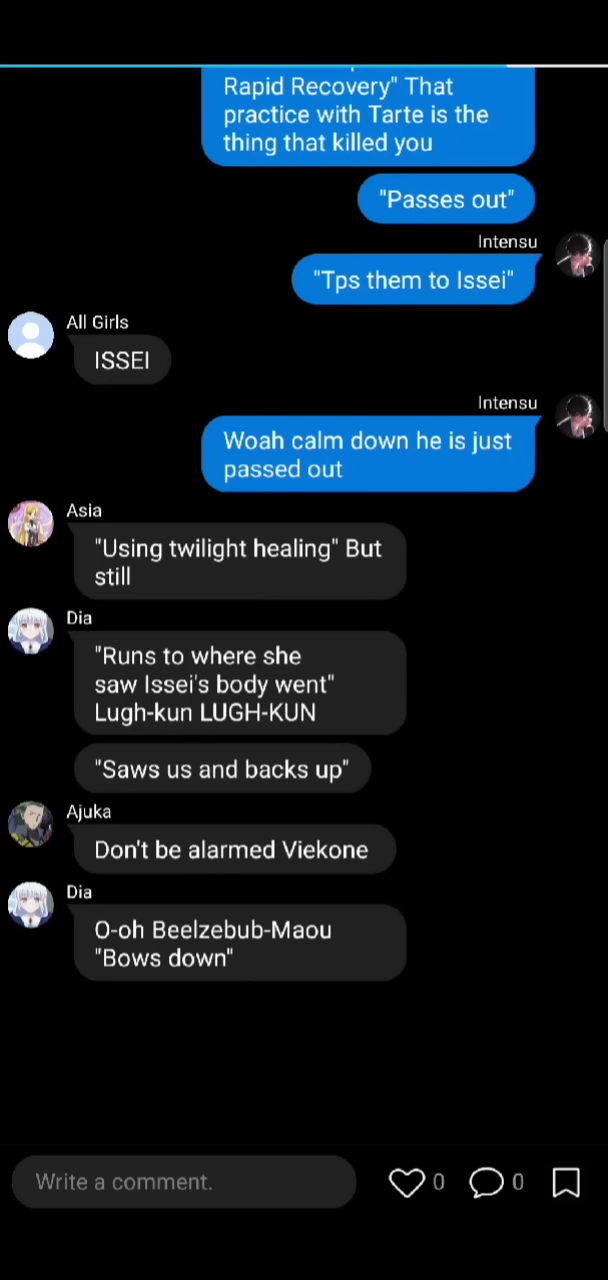 Rapid Recovery" That
practice with Tarte is the
thing that killed you
"Passes out"
Intensu
"Tps them to Issei"
All Girls
ISSEI
Intensu
Woah calm down he is just
passed out
Asia
"Using twilight healing" But
still
Dia
"Runs to where she
saw Issei's body went"
Lugh-kun LUGH-KUN
"Saws us and backs up"
Ajuka
Don't be alarmed Viekone
Dia
O-oh Beelzebub-Maou
"Bows down"
Write a comment.
0
0